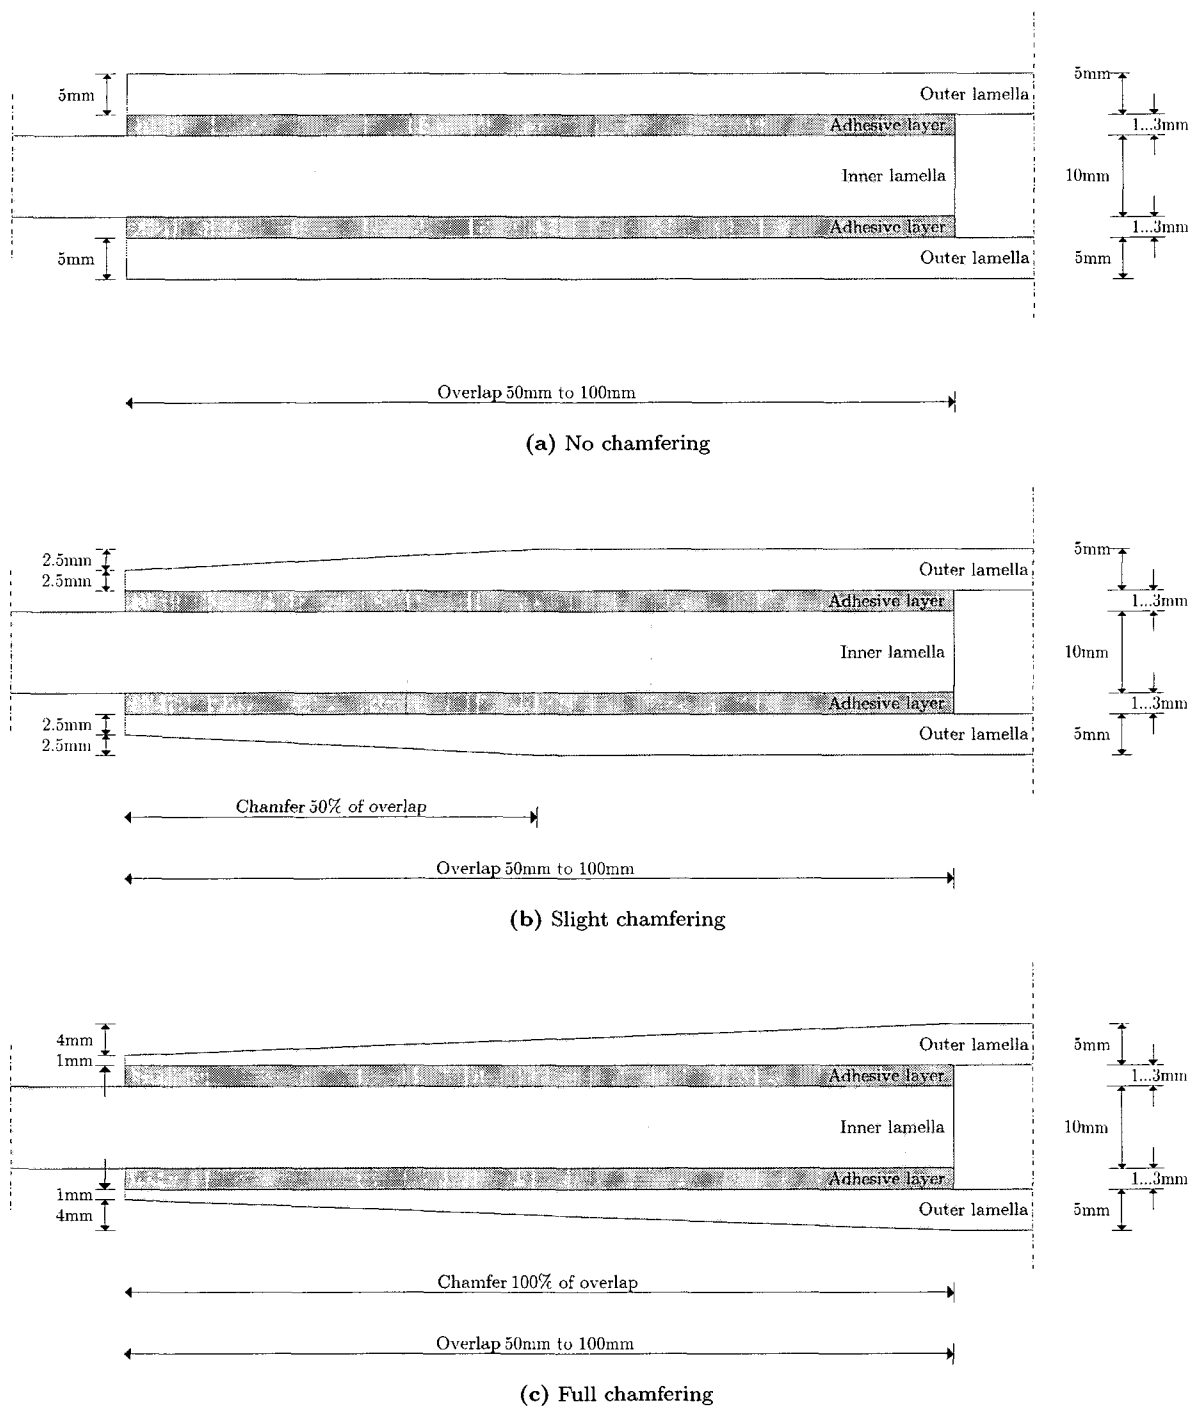 5mm
5mm
Outer lamella
Adhesive layer
1...3mm
Inner lamella
10mm
Adhesive layer
1...3mm
5mm
Outer lamella
5mm
Overlap 50mm to 100mm
(a) No chamfering
2.5mm
5mm
2.5mm
Outer lamella
Adhesive layer
1...3mm
Inner lamella
10mm
Adhesive layer
1...3mm
2.5mm
Outer lamella
5mm
2.5mm
Chamfer 50% of overlap
Overlap 50mm to 100mm
(b) Slight chamfering
4mm
Outer lamella
5mm
1mm
Adhesive layer
1...3mm
Inner lamella
10mm
Adhesive layer
1...3mm
1mm
Outer lamella
5mm
4mm
Chamfer 100% of overlap
Overlap 50mm to 100mm
(c) Full chamfering